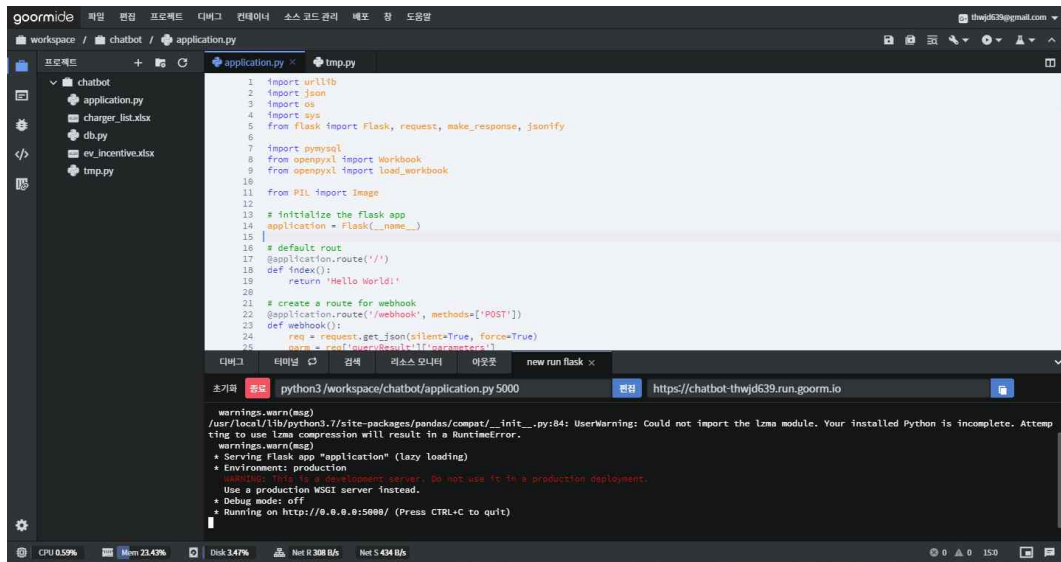 goormide 파일 편집 프로젝트 디버그 컨테이너 소스 코드 관리 배포 창 도움말 thwjd639@gmail.com
workspace / chatbot / application.py
프로젝트
application.py × tmp.py
chatbot
application.py
charger_list.xlsx
db.py
ev_incentive.xlsx
tmp.py
1 import urllib
2 import json
3 import os
4 import sys
5 from flask import Flask, request, make_response, jsonify
6
7 import pymysql
8 from openpyxl import Workbook
9 from openpyxl import load_workbook
10
11 from PIL import Image
12
13 # initialize the flask app
14 application = Flask(__name__)
15
16 # default rout
17 @application.route('/')
18 def index():
19 return 'Hello World!'
20
21 # create a route for webhook
22 @application.route('/webhook', methods=['POST'])
23 def webhook():
24 req = request.get_json(silent=True, force=True)
25 parm = req['queryResult']['parameters']
디버그 터미널 검색 리소스 모니터 아웃풋 new run flask ×
초기화 종료 python3 /workspace/chatbot/application.py 5000 편집 https://chatbot-thwjd639.run.goorm.io
warnings.warn(msg)
/usr/local/lib/python3.7/site-packages/pandas/compat/__init__.py:84: UserWarning: Could not import the lzma module. Your installed Python is incomplete. Attemp
ting to use lzma compression will result in a RuntimeError.
warnings.warn(msg)
* Serving Flask app "application" (lazy loading)
* Environment: production
WARNING: This is a development server. Do not use it in a production deployment.
Use a production WSGI server instead.
* Debug mode: off
* Running on http://0.0.0.0:5000/ (Press CTRL+C to quit)
CPU 0.59% Mem 23.43% Disk 3.47% Net R 308 B/s Net S 434 B/s 0 0 15:0